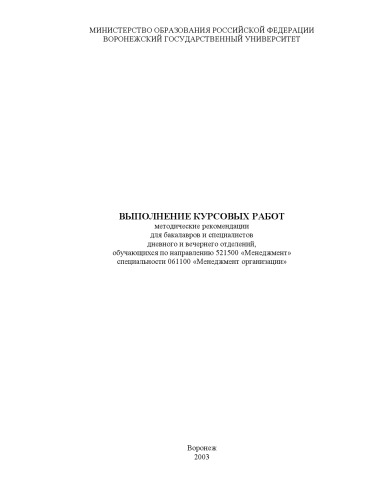 МИНИСТЕРСТВО ОБРАЗОВАНИЯ РОССИЙСКОЙ ФЕДЕРАЦИИ
ВОРОНЕЖСКИЙ ГОСУДАРСТВЕННЫЙ УНИВЕРСИТЕТ
ВЫПОЛНЕНИЕ КУРСОВЫХ РАБОТ
методические рекомендации
для бакалавров и специалистов
дневного и вечернего отделений,
обучающихся по направлению 521500 «Менеджмент»
специальности 061100 «Менеджмент организации»
Воронеж
2003